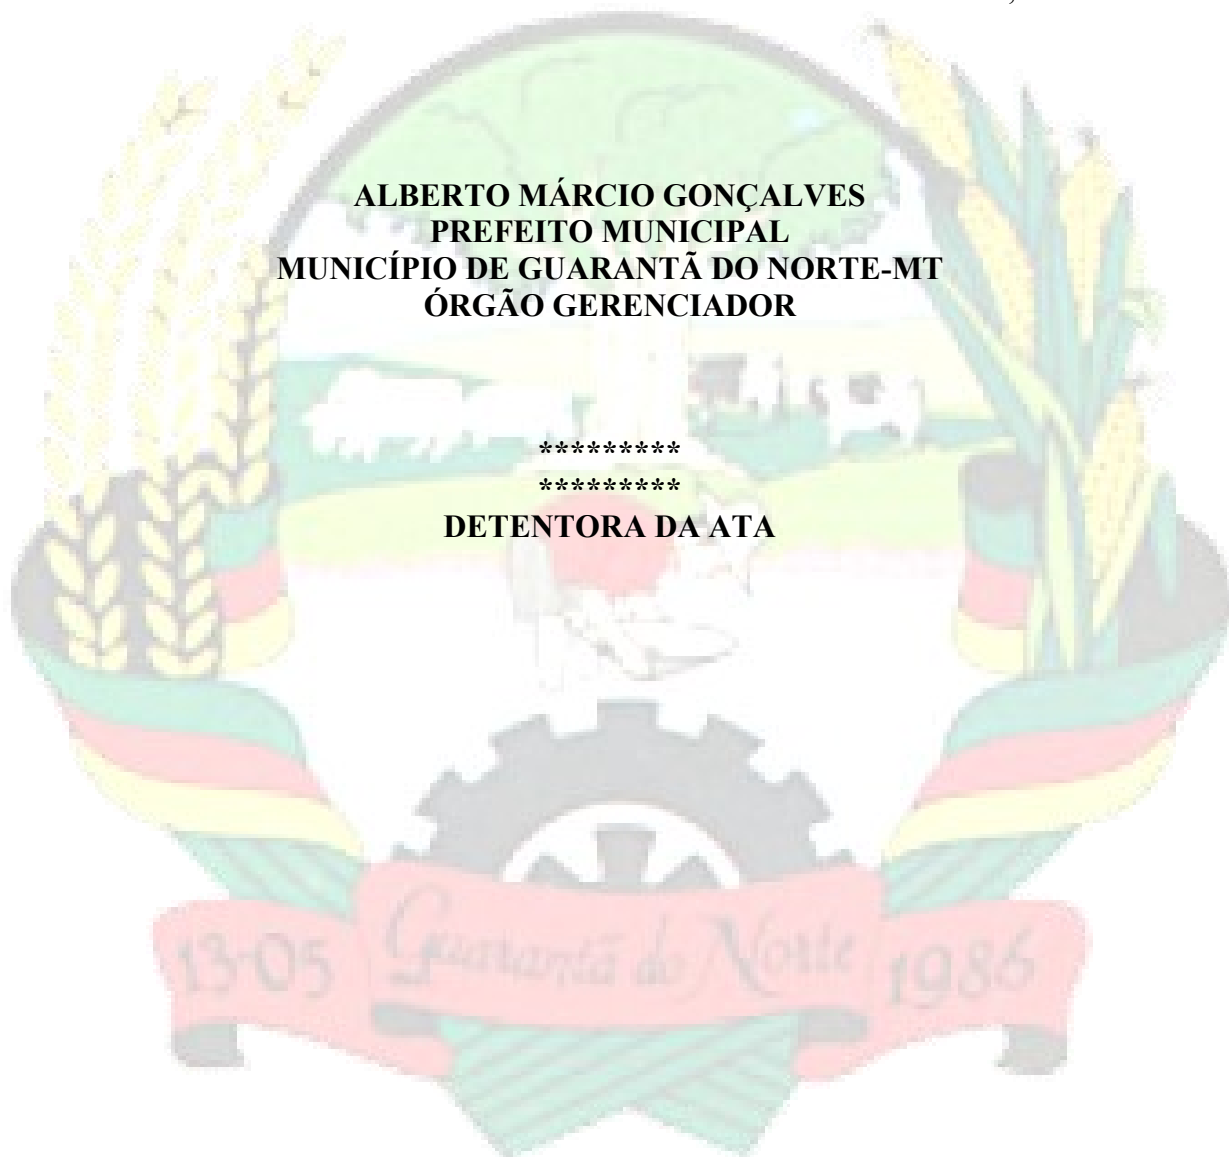 ALBERTO MÁRCIO GONÇALVES
PREFEITO MUNICIPAL
MUNICÍPIO DE GUARANTÃ DO NORTE-MT
ÓRGÃO GERENCIADOR
*********
*********
DETENTORA DA ATA
13-05 Guarantã do Norte 1986